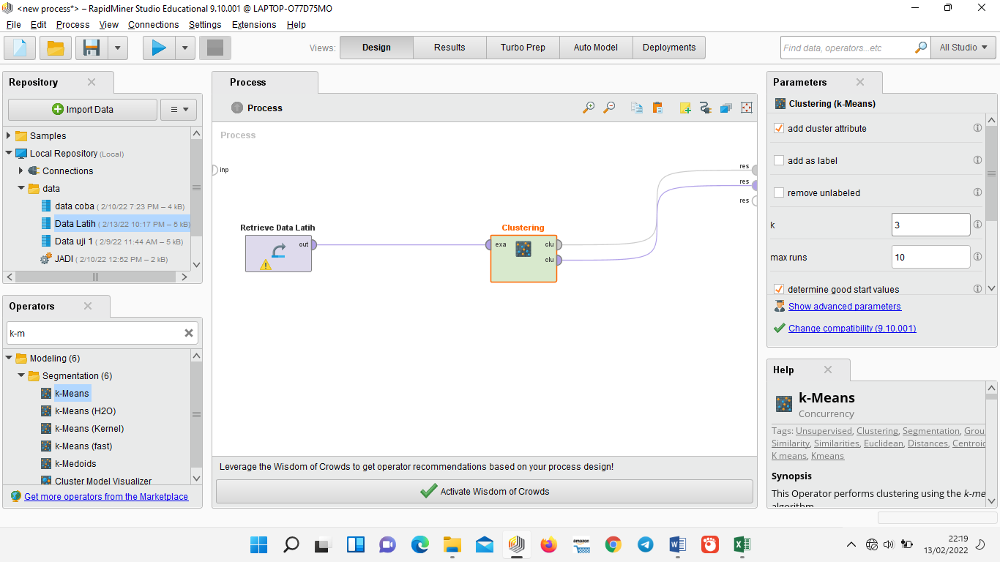 <new process*> – RapidMiner Studio Educational 9.10.001 @ LAPTOP-O77D75MO
File Edit Process View Connections Settings Extensions Help
Views: Design Results Turbo Prep Auto Model Deployments
Find data, operators...etc
All Studio
Repository
Import Data
Samples
Local Repository (Local)
Connections
data
data coba ( 2/10/22 7:23 PM – 4 kB)
Data Latih ( 2/13/22 10:17 PM – 5 kB)
Data uji 1 ( 2/9/22 11:44 AM – 5 kB)
JADI ( 2/10/22 12:52 PM – 2 kB)
Operators
k-m
Modeling (6)
Segmentation (6)
k-Means
k-Means (H2O)
k-Means (Kernel)
k-Means (fast)
k-Medoids
Cluster Model Visualizer
Get more operators from the Marketplace
Process
Process
Process
inp
res
res
res
Retrieve Data Latih
out
Clustering
exa clu
clu
Leverage the Wisdom of Crowds to get operator recommendations based on your process design!
Activate Wisdom of Crowds
Parameters
Clustering (k-Means)
add cluster attribute
add as label
remove unlabeled
k 3
max runs 10
determine good start values
Show advanced parameters
Change compatibility (9.10.001)
Help
k-Means
Concurrency
Tags: Unsupervised, Clustering, Segmentation, Grou
Similarity, Similarities, Euclidean, Distances, Centroid
K means, Kmeans
Synopsis
This Operator performs clustering using the k-me
algorithm
amazon
22:19
13/02/2022